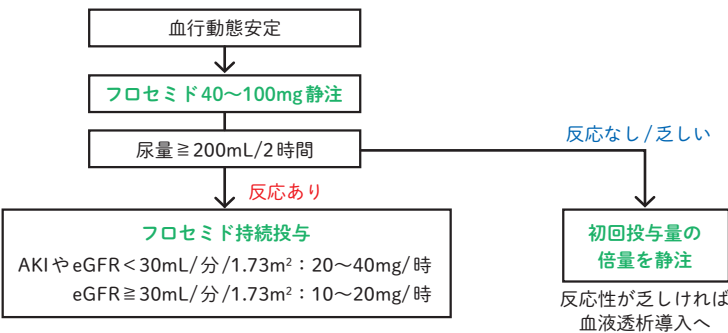 血行動態安定
フロセミド40〜100mg静注
尿量≧200mL/2時間
反応なし/乏しい
反応あり
フロセミド持続投与
AKIやeGFR<30mL/分/1.73m²：20〜40mg/時
eGFR≧30mL/分/1.73m²：10〜20mg/時
初回投与量の
倍量を静注
反応性が乏しければ
血液透析導入へ